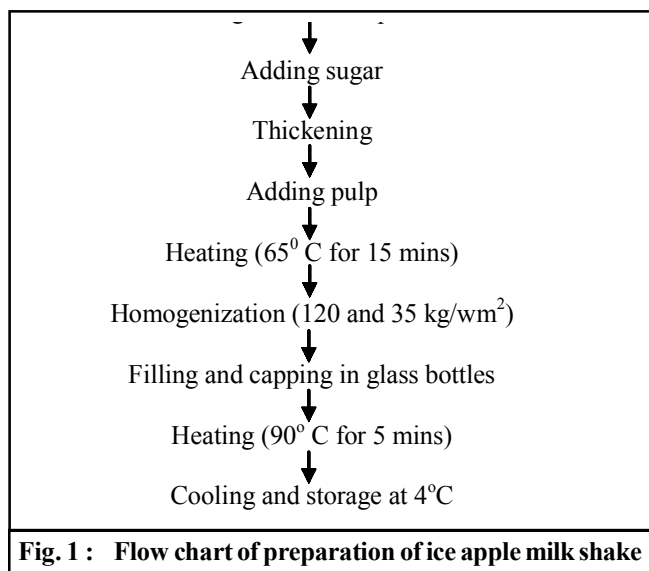 Adding sugar
Thickening
Adding pulp
Heating (65⁰ C for 15 mins)
Homogenization (120 and 35 kg/wm²)
Filling and capping in glass bottles
Heating (90° C for 5 mins)
Cooling and storage at 4°C
Fig. 1 : Flow chart of preparation of ice apple milk shake